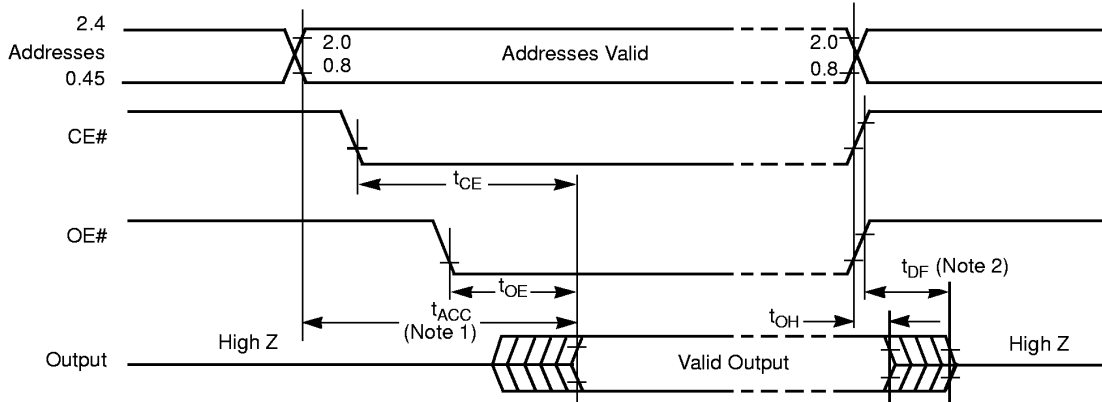 2.4
Addresses
0.45
2.0
0.8
Addresses Valid
2.0
0.8
CE#
tCE
OE#
tOE
tDF (Note 2)
tACC
(Note 1)
tOH
High Z
Output
Valid Output
High Z